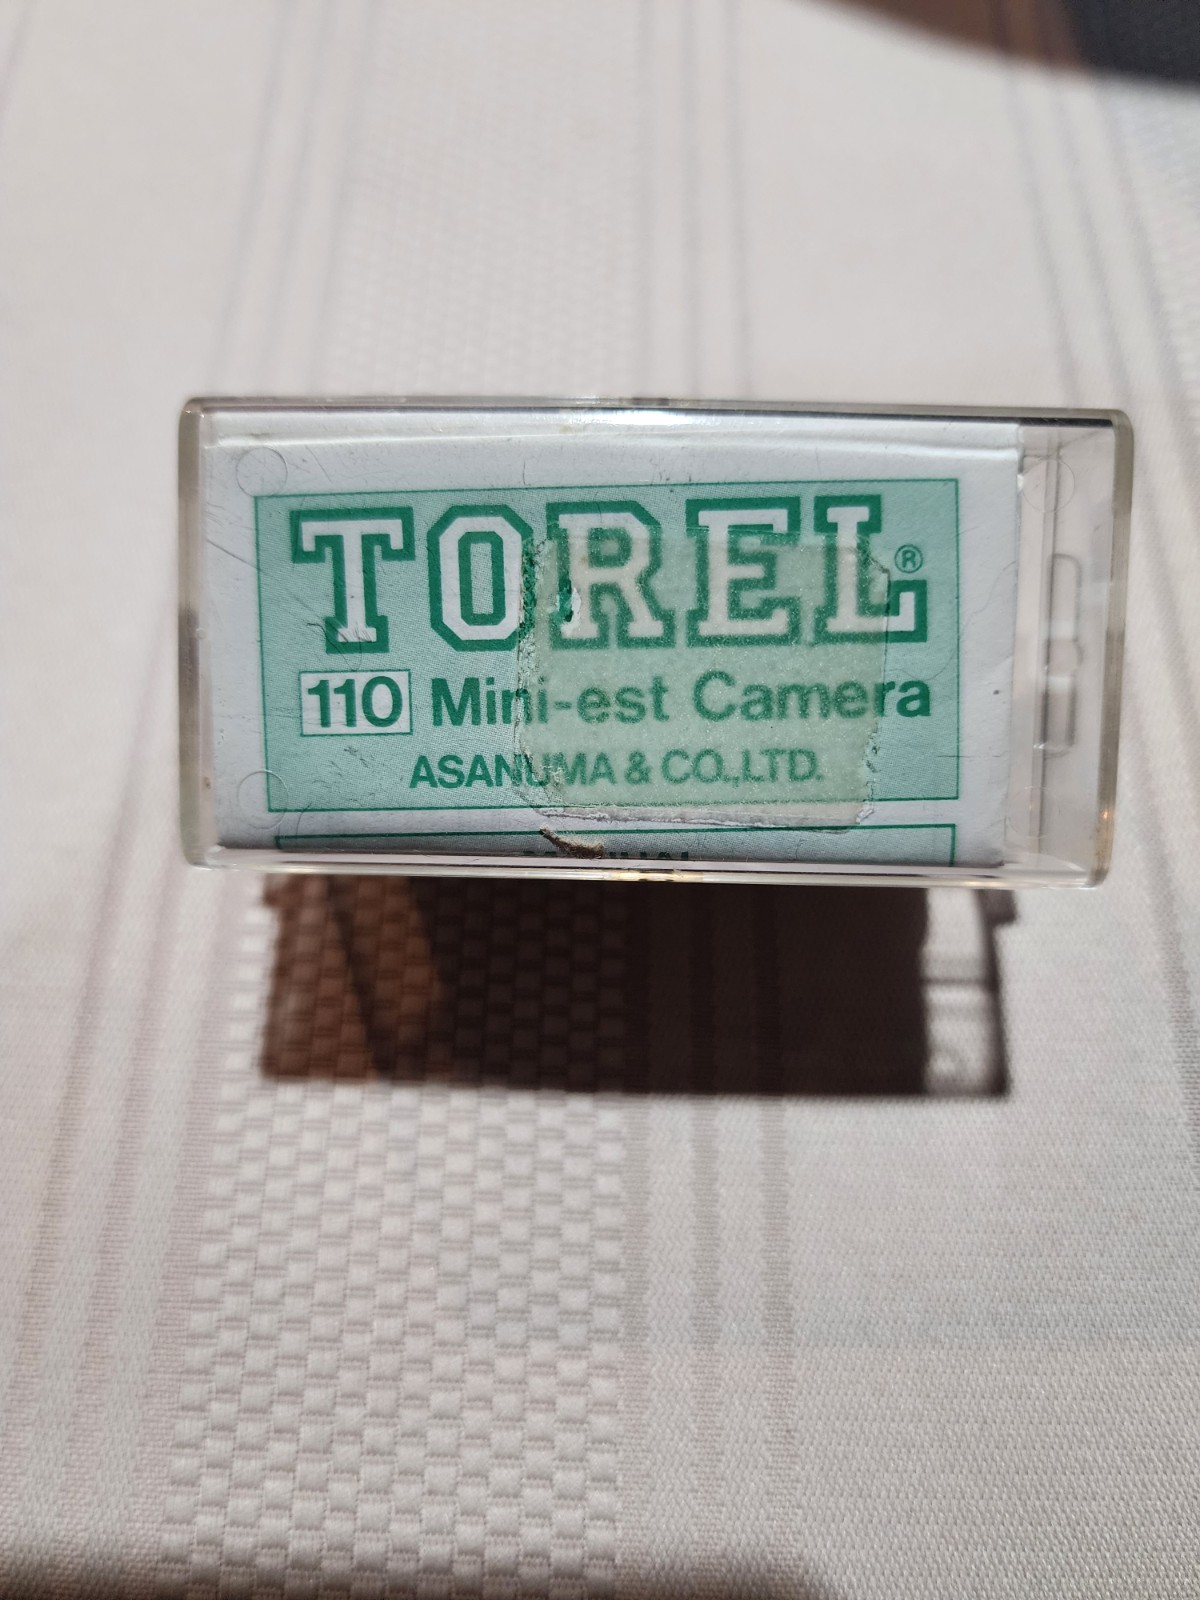 TOREL®
110 Mini-est Camera
ASANUMA & CO.,LTD.